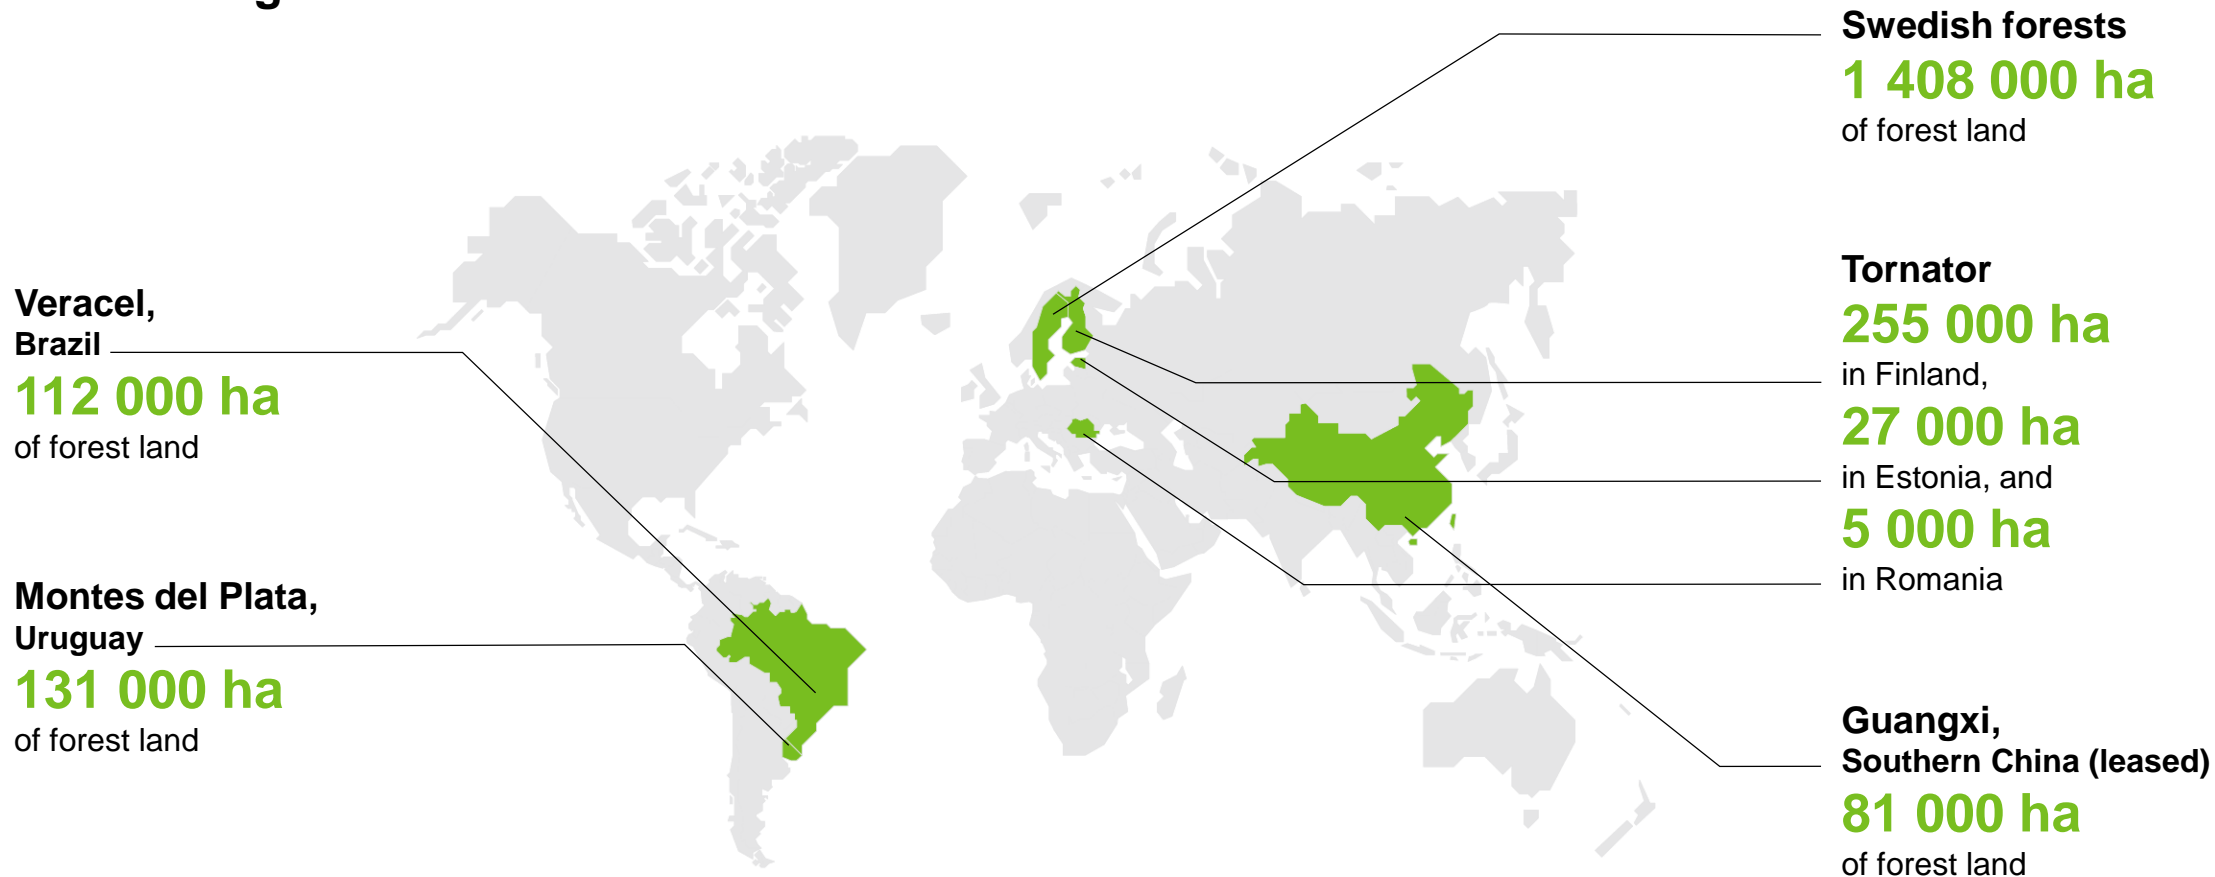 Veracel,
Brazil
112 000 ha
of forest land
Montes del Plata,
Uruguay
131 000 ha
of forest land
Swedish forests
1 408 000 ha
of forest land
Tornator
255 000 ha
in Finland,
27 000 ha
in Estonia, and
5 000 ha
in Romania
Guangxi,
Southern China (leased)
81 000 ha
of forest land